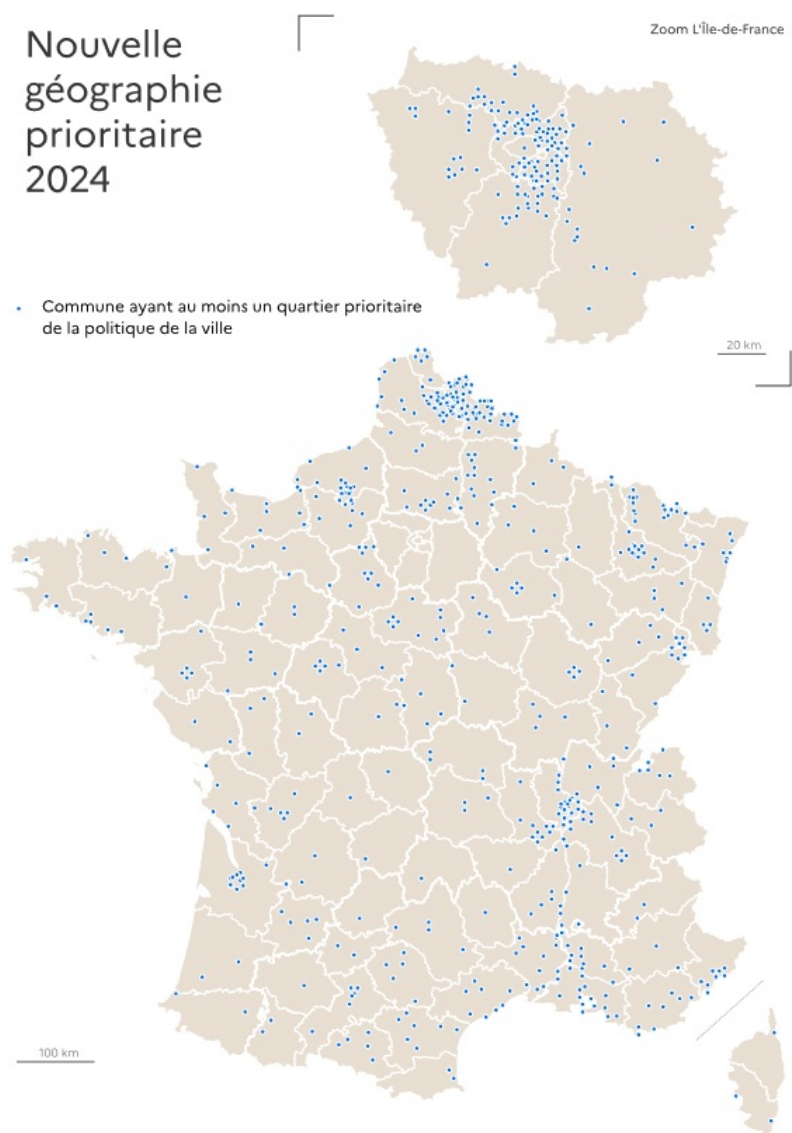 Nouvelle
géographie
prioritaire
2024
Zoom L'Île-de-France
Commune ayant au moins un quartier prioritaire
de la politique de la ville
20 km
100 km